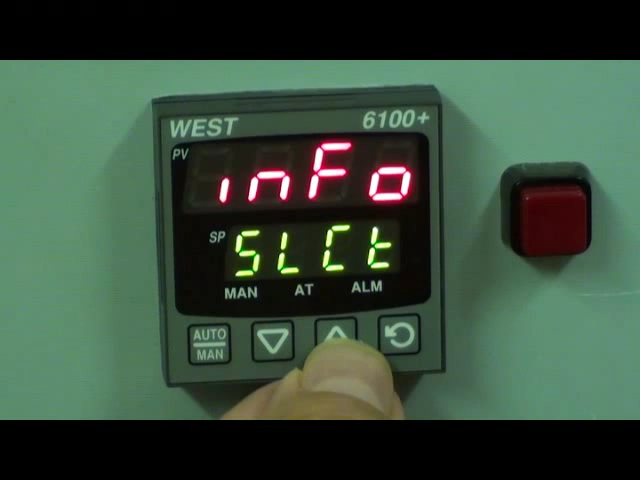 WEST 6100+
PV inFo
SP SLCt
MAN AT ALM
AUTO
MAN